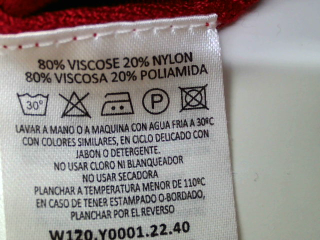 80% VISCOSE 20% NYLON
80% VISCOSA 20% POLIAMIDA
30° P
LAVAR A MANO O A MAQUINA CON AGUA FRIA A 30ºC
CON COLORES SIMILARES, EN CICLO DELICADO CON
JABON O DETERGENTE.
NO USAR CLORO NI BLANQUEADOR
NO USAR SECADORA
PLANCHAR A TEMPERATURA MENOR DE 110ºC
EN CASO DE TENER ESTAMPADO O-BORDADO,
PLANCHAR POR EL REVERSO
W120.Y0001.22.40